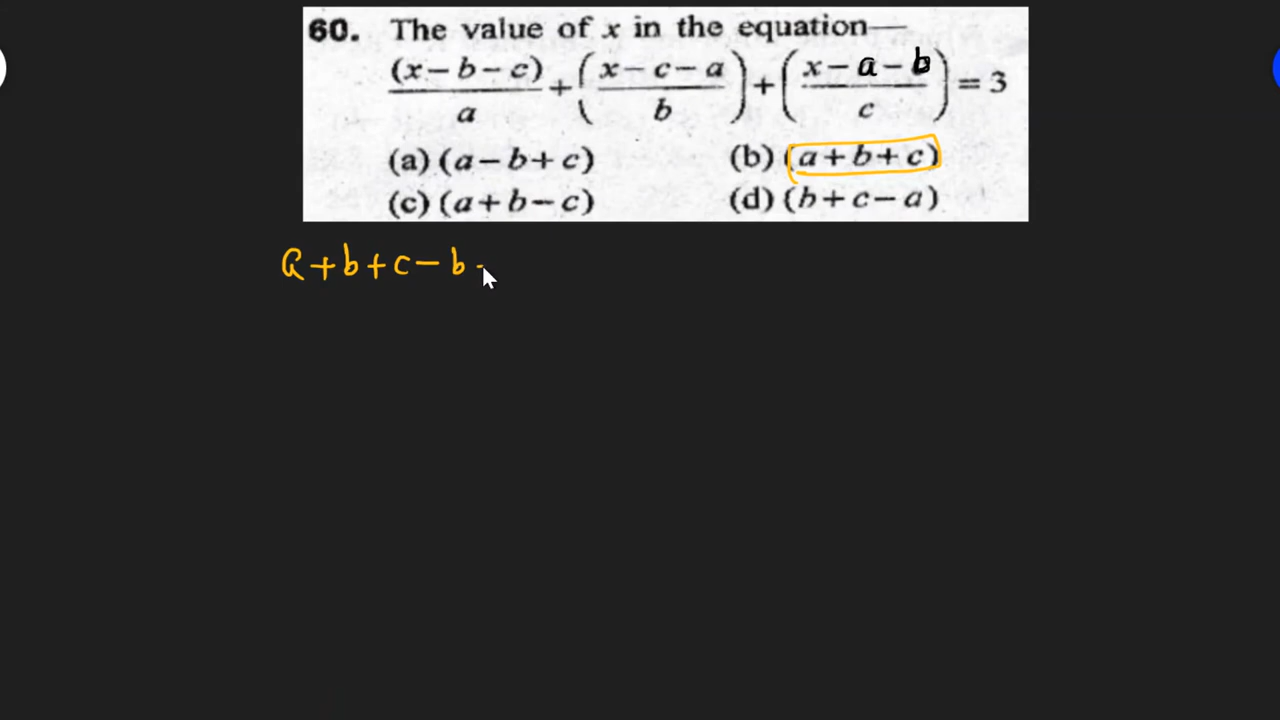 60. The value of x in the equation—
(x-b-c)/a + ((x-c-a)/b) + ((x-a-b)/c) = 3
(a) (a-b+c) (b) (a+b+c)
(c) (a+b-c) (d) (b+c-a)
a+b+c-b-